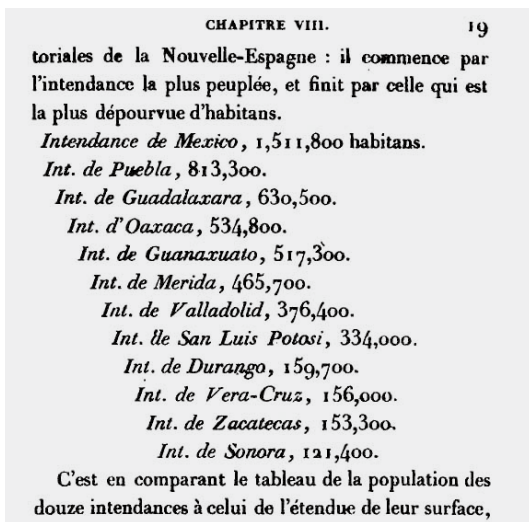 CHAPITRE VIII. 19
toriales de la Nouvelle-Espagne : il commence par
l'intendance la plus peuplée, et finit par celle qui est
la plus dépourvue d'habitans.
Intendance de Mexico, 1,511,800 habitans.
Int. de Puebla, 813,300.
Int. de Guadalaxara, 630,500.
Int. d'Oaxaca, 534,800.
Int. de Guanaxuato, 517,300.
Int. de Merida, 465,700.
Int. de Valladolid, 376,400.
Int. de San Luis Potosi, 334,000.
Int. de Durango, 159,700.
Int. de Vera-Cruz, 156,000.
Int. de Zacatecas, 153,300.
Int. de Sonora, 121,400.
C'est en comparant le tableau de la population des
douze intendances à celui de l'étendue de leur surface,